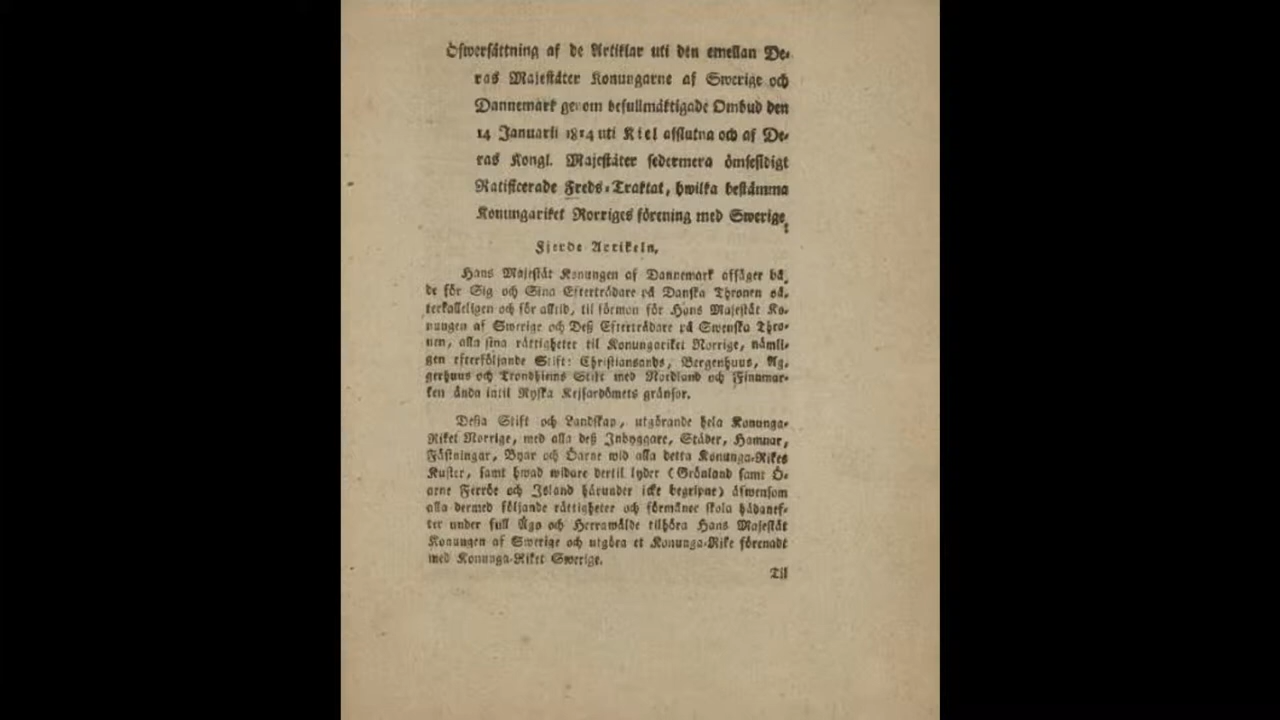 Öfwersättning af de Artiklar uti den emellan De-
ras Majestäter Konungarne af Swerige och
Dannemark genom befullmäktigade Ombud den
14 Januarii 1814 uti Kiel afslutna och af De-
ras Kongl. Majestäter sedermera ömsesidigt
Ratificerade Freds-Traktat, hwilka bestämma
Konungariket Norriges förening med Swerige.
Fjerde Artikeln.
Hans Majestät Konungen af Dannemark afsäger bå-
de för Sig och Sina Efterträdare på Danska Thronen oå-
terkalleligen och för alltid, til förmon för Hans Majestät Ko-
nungen af Swerige och Deß Efterträdare på Swenska Thro-
nen, alla sina rättigheter til Konungariket Norrige, nämli-
gen efterföljande Stift: Christiansands, Bergenhuus, Ag-
gerhuus och Trondhiems Stift med Nordland och Finnmar-
ken ända intil Ryska Kejsardömets gränsor.
Deßa Stift och Landskap, utgörande hela Konunga-
Riket Norrige, med alla deß Inbyggare, Städer, Hamnar,
Fästningar, Byar och Öarne wid alla detta Konunga-Rikes
Kuster, samt hwad widare dertil lyder (Grönland samt Ö-
arne Ferröe och Island härunder icke begripne) äfwensom
alla dermed följande rättigheter och förmåner skola hädanef-
ter under full Ägo och Herrawälde tilhöra Hans Majestät
Konungen af Swerige och utgöra et Konunga-Rike förenadt
med Konunga-Riket Swerige.
Til